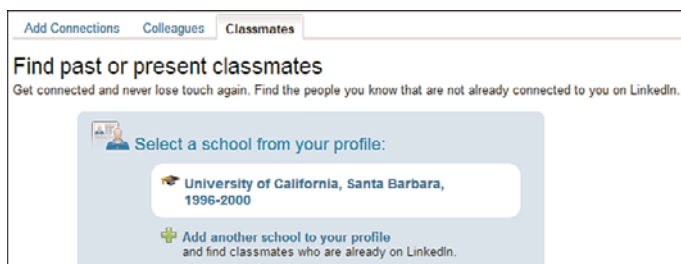 Add Connections Colleagues Classmates
Find past or present classmates
Get connected and never lose touch again. Find the people you know that are not already connected to you on LinkedIn.
Select a school from your profile:
University of California, Santa Barbara,
1996-2000
Add another school to your profile
and find classmates who are already on LinkedIn.